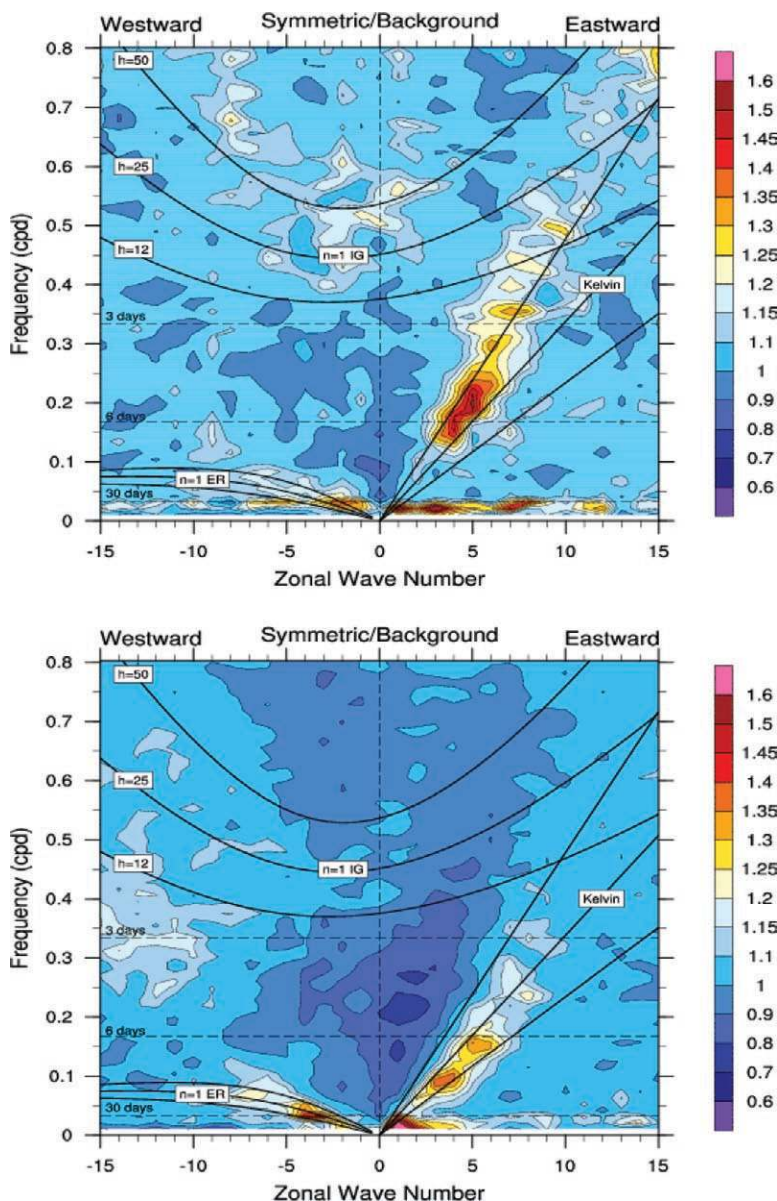 Westward Symmetric/Background Eastward
0.8
0.7
0.6
0.5
0.4
0.3
0.2
0.1
0
Frequency (cpd)
h=50
h=25
h=12
n=1 IG
Kelvin
3 days
6 days
n=1 ER
30 days
-15 -10 -5 0 5 10 15
Zonal Wave Number
1.6
1.5
1.45
1.4
1.35
1.3
1.25
1.2
1.15
1.1
1
0.9
0.8
0.7
0.6
Westward Symmetric/Background Eastward
0.8
0.7
0.6
0.5
0.4
0.3
0.2
0.1
0
Frequency (cpd)
h=50
h=25
h=12
n=1 IG
Kelvin
3 days
6 days
n=1 ER
30 days
-15 -10 -5 0 5 10 15
Zonal Wave Number
1.6
1.5
1.45
1.4
1.35
1.3
1.25
1.2
1.15
1.1
1
0.9
0.8
0.7
0.6